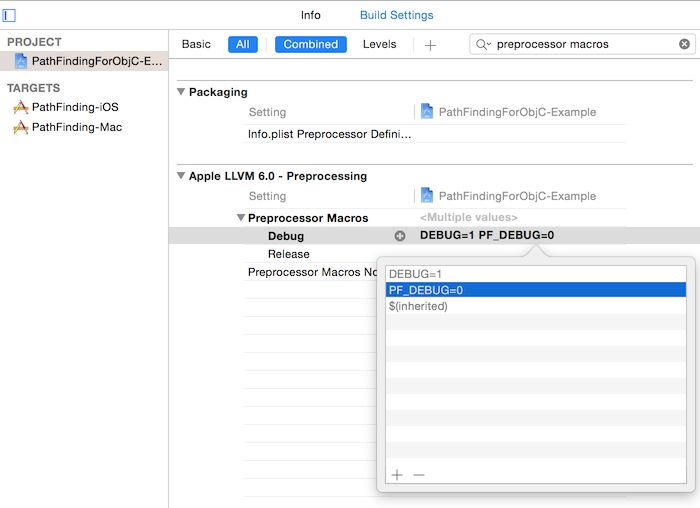 Info
Build Settings
PROJECT
PathFindingForObjC-E...
TARGETS
PathFinding-iOS
PathFinding-Mac
Basic
All
Combined
Levels
preprocessor macros
Packaging
Setting
PathFindingForObjC-Example
Info.plist Preprocessor Defini...
Apple LLVM 6.0 - Preprocessing
Setting
PathFindingForObjC-Example
Preprocessor Macros
<Multiple values>
Debug
DEBUG=1 PF_DEBUG=0
Release
Preprocessor Macros No
DEBUG=1
PF_DEBUG=0
$(inherited)